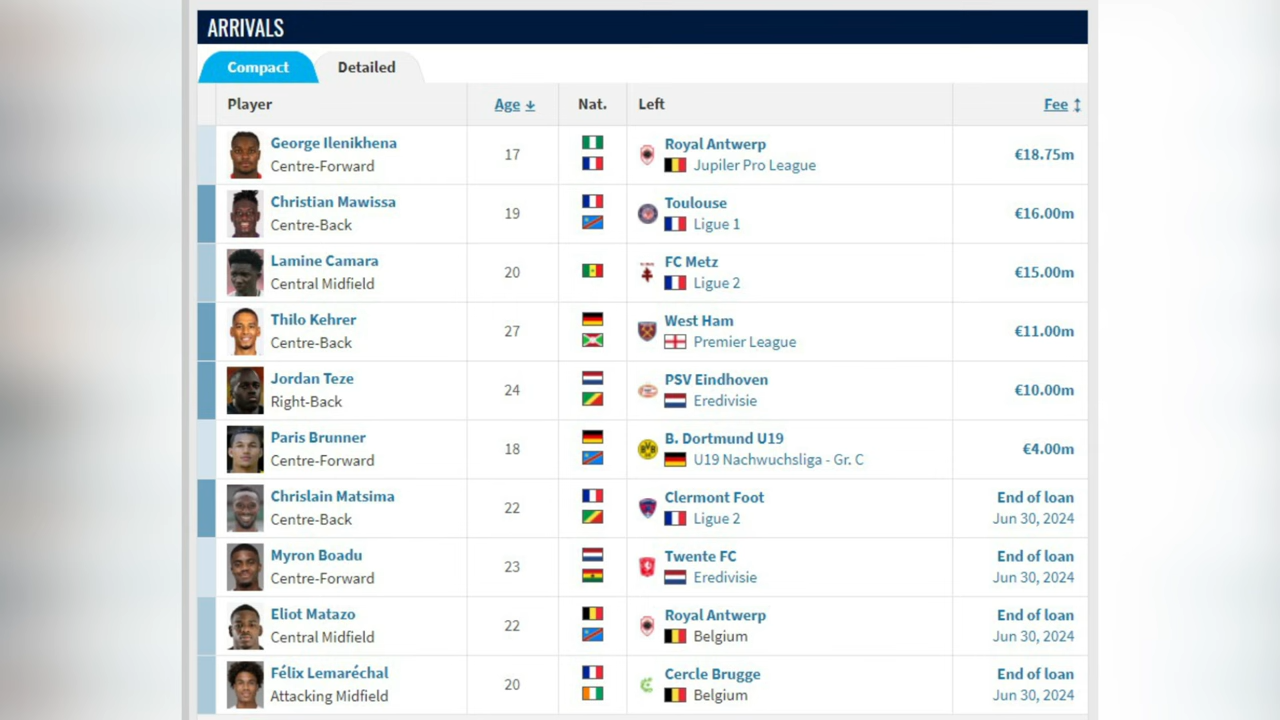 ARRIVALS
Compact Detailed
Player Age Nat. Left Fee
George Ilenikhena Royal Antwerp
Centre-Forward 17 Jupiler Pro League €18.75m
Christian Mawissa Toulouse
Centre-Back 19 Ligue 1 €16.00m
Lamine Camara FC Metz
Central Midfield 20 Ligue 2 €15.00m
Thilo Kehrer West Ham
Centre-Back 27 Premier League €11.00m
Jordan Teze PSV Eindhoven
Right-Back 24 Eredivisie €10.00m
Paris Brunner B. Dortmund U19
Centre-Forward 18 U19 Nachwuchsliga - Gr. C €4.00m
Chrislain Matsima Clermont Foot End of loan
Centre-Back 22 Ligue 2 Jun 30, 2024
Myron Boadu Twente FC End of loan
Centre-Forward 23 Eredivisie Jun 30, 2024
Eliot Matazo Royal Antwerp End of loan
Central Midfield 22 Belgium Jun 30, 2024
Félix Lemaréchal Cercle Brugge End of loan
Attacking Midfield 20 Belgium Jun 30, 2024